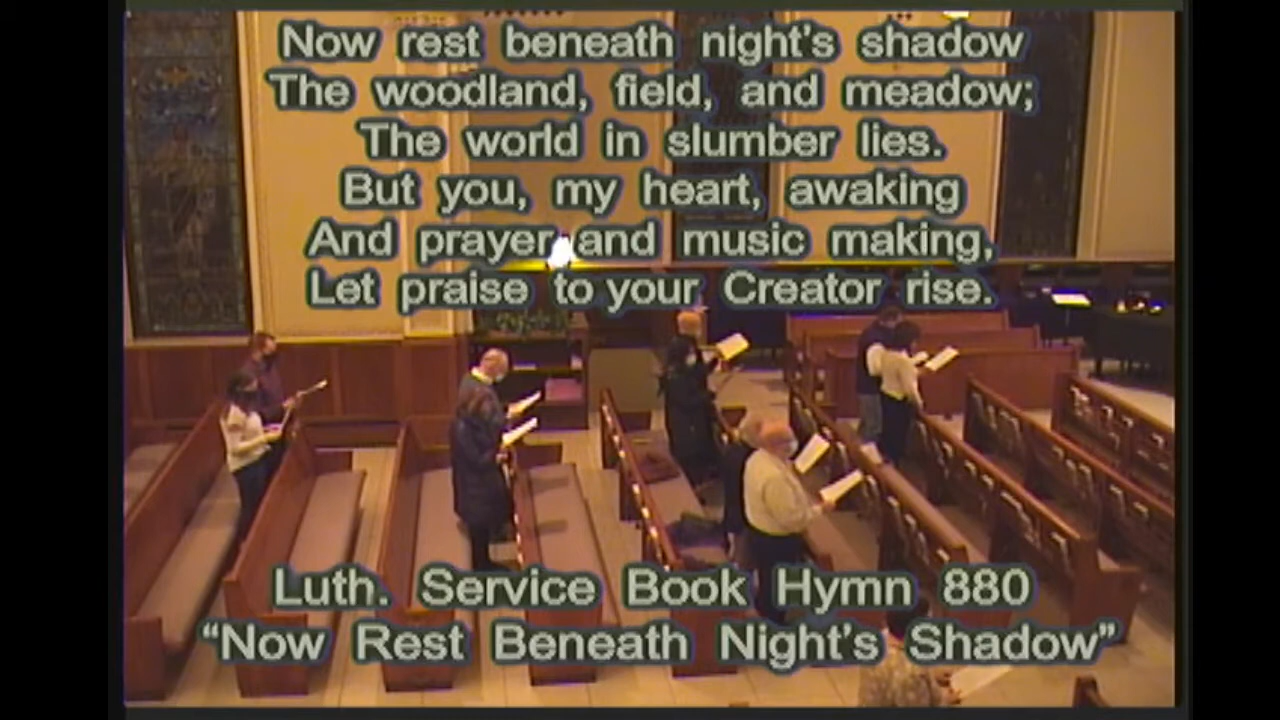 Now rest beneath night's shadow
The woodland, field, and meadow;
The world in slumber lies.
But you, my heart, awaking
And prayer and music making,
Let praise to your Creator rise.
Luth. Service Book Hymn 880
“Now Rest Beneath Night's Shadow”